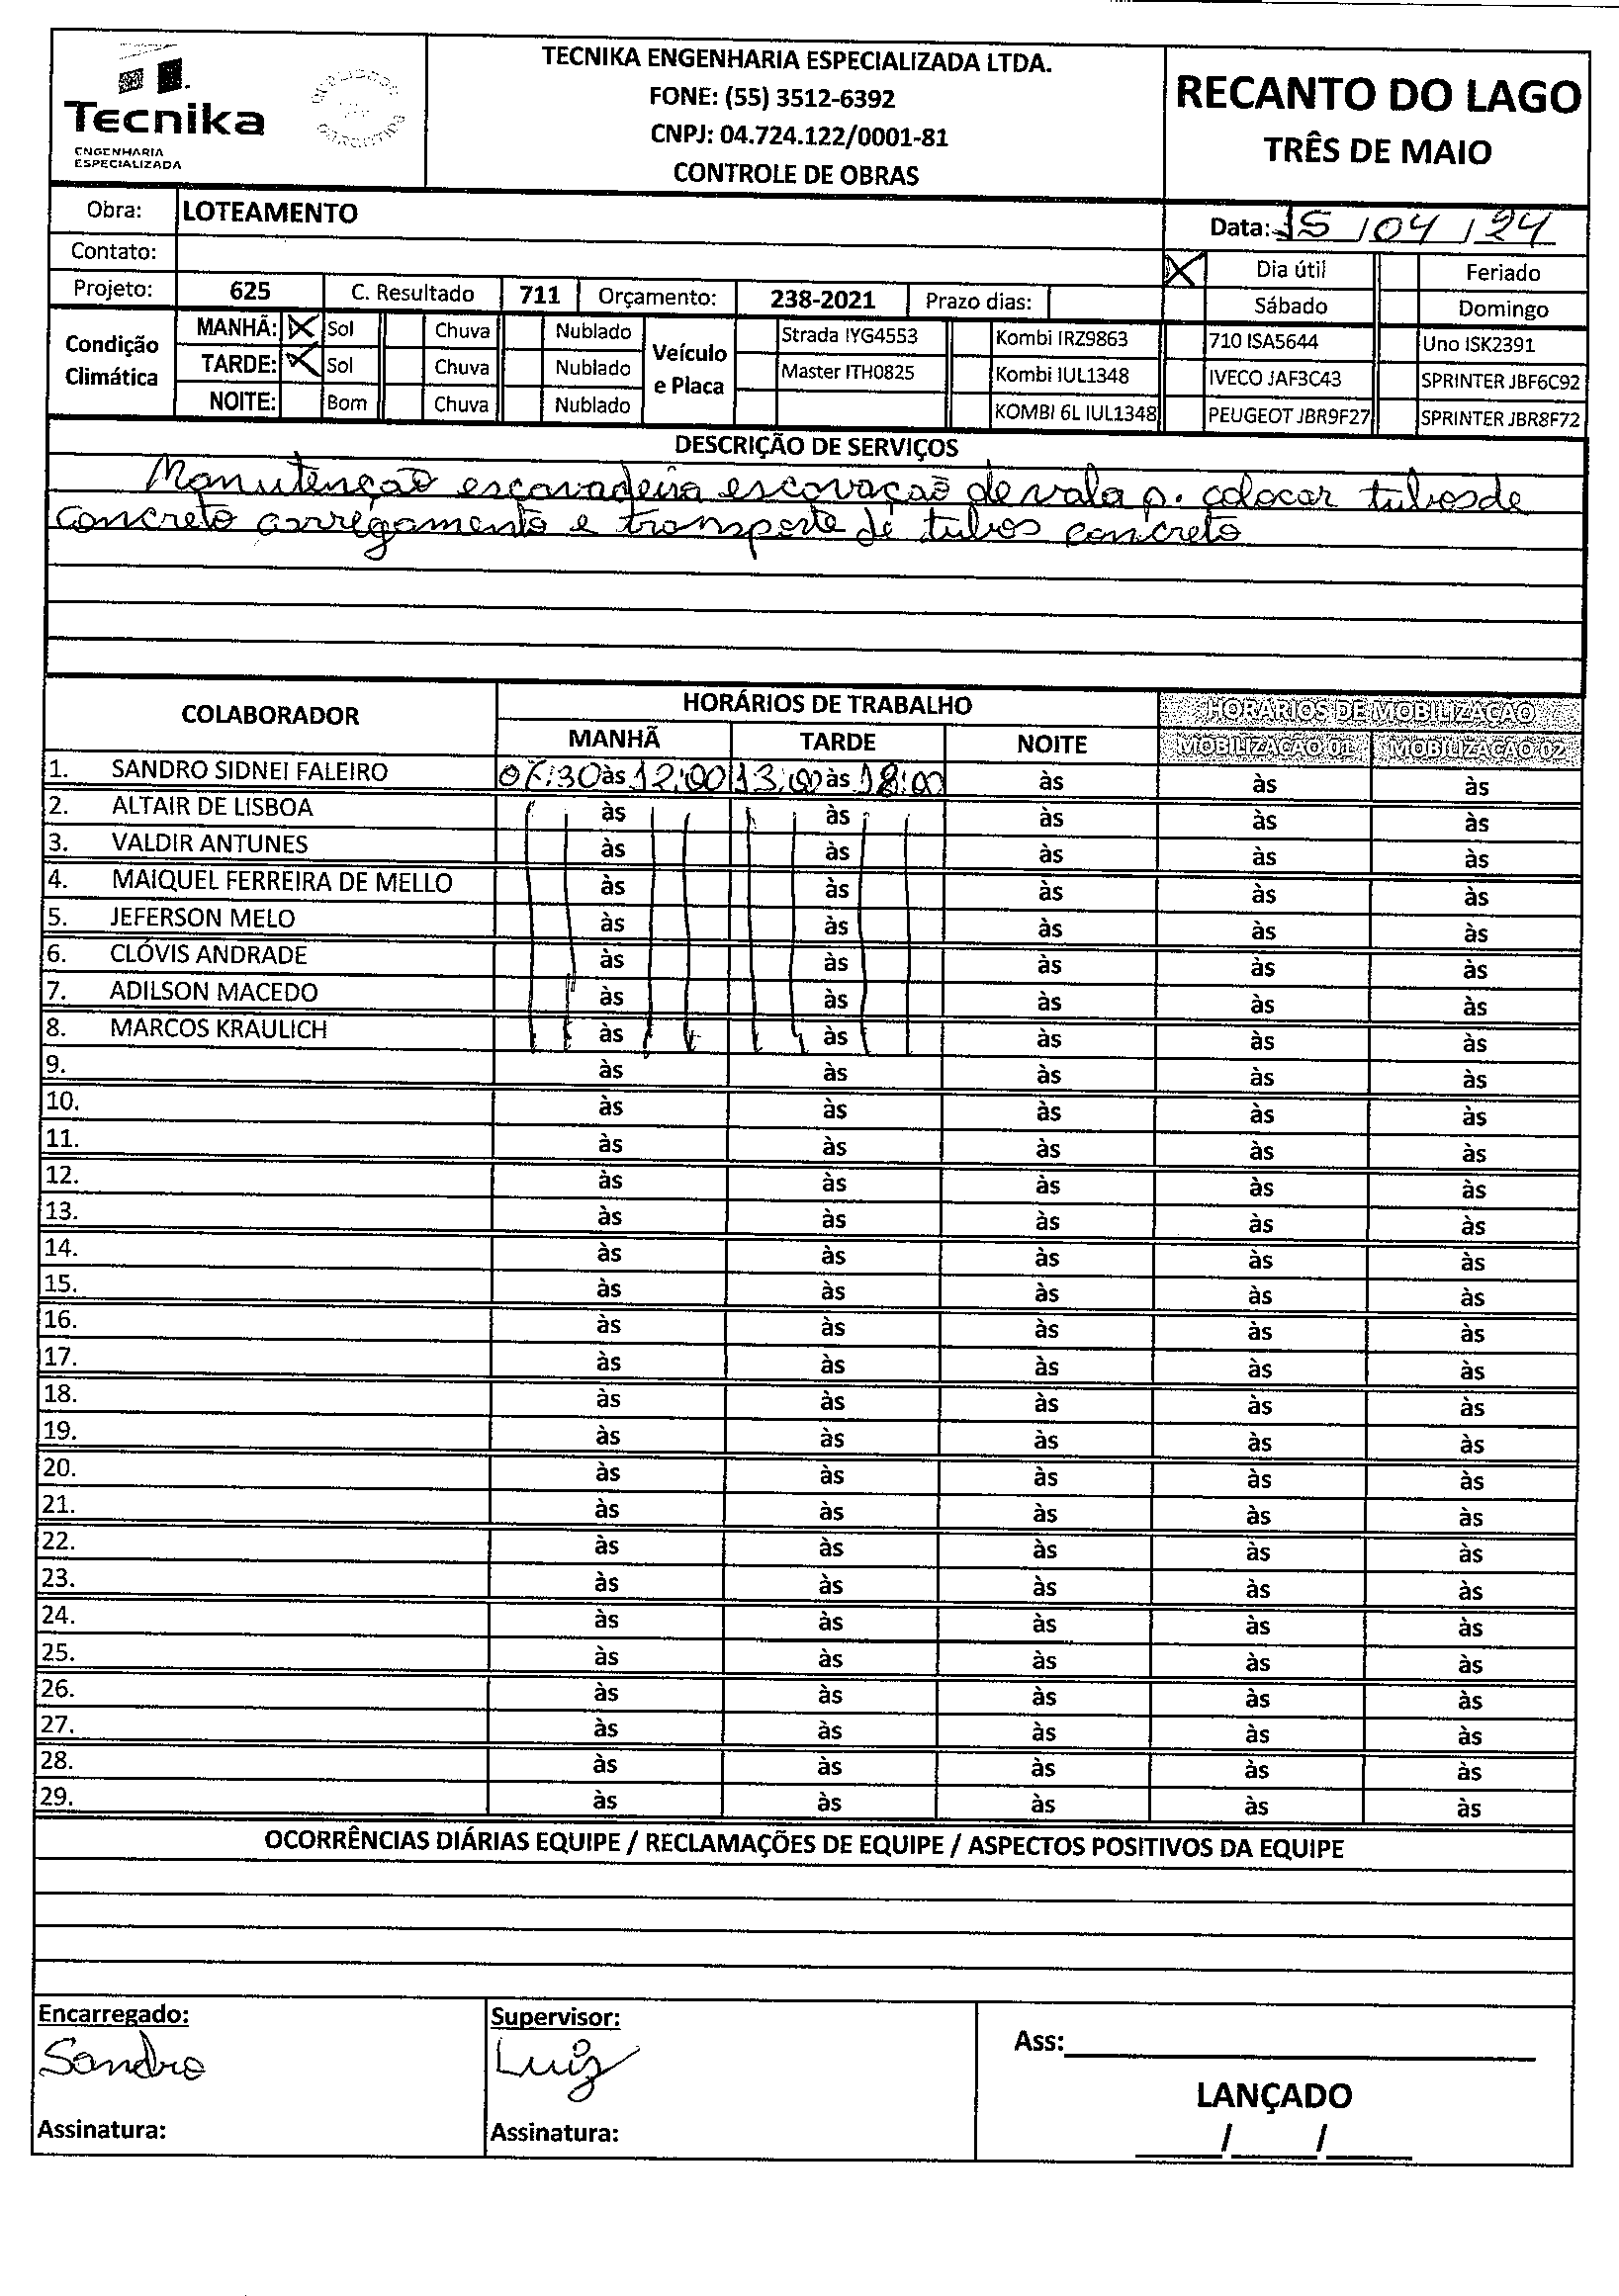 Tecnika
ENGENHARIA
ESPECIALIZADA
TECNIKA ENGENHARIA ESPECIALIZADA LTDA.
FONE: (55) 3512-6392
CNPJ: 04.724.122/0001-81
CONTROLE DE OBRAS
RECANTO DO LAGO
TRÊS DE MAIO
Obra: LOTEAMENTO
Data: 15/04/24
Contato:
Dia útil Feriado
Projeto: 625 C. Resultado 711 Orçamento: 238-2021 Prazo dias:
Sábado Domingo
Condição Climática
MANHÃ: X Sol Chuva Nublado
TARDE: X Sol Chuva Nublado
NOITE: Bom Chuva Nublado
Veículo e Placa
Strada IYG4553 Kombi IRZ9863 710 ISA5644 Uno ISK2391
Master ITH0825 Kombi IUL1348 IVECO JAF3C43 SPRINTER JBF6C92
KOMBI 6L IUL1348 PEUGEOT JBR9F27 SPRINTER JBR8F72
DESCRIÇÃO DE SERVIÇOS
Manutenção escavadeira escavação de vala p. colocar tubos de
concreto carregamento e transporte de tubos concreto
COLABORADOR HORÁRIOS DE TRABALHO HORÁRIOS DE MOBILIZAÇÃO
MANHÃ TARDE NOITE MOBILIZAÇÃO 01 MOBILIZAÇÃO 02
1. SANDRO SIDNEI FALEIRO 07:30 às 12:00 13:00 às 18:00 às às às
2. ALTAIR DE LISBOA às às às às às
3. VALDIR ANTUNES às às às às às
4. MAIQUEL FERREIRA DE MELLO às às às às às
5. JEFERSON MELO às às às às às
6. CLÓVIS ANDRADE às às às às às
7. ADILSON MACEDO às às às às às
8. MARCOS KRAULICH às às às às às
9. às às às às às
10. às às às às às
11. às às às às às
12. às às às às às
13. às às às às às
14. às às às às às
15. às às às às às
16. às às às às às
17. às às às às às
18. às às às às às
19. às às às às às
20. às às às às às
21. às às às às às
22. às às às às às
23. às às às às às
24. às às às às às
25. às às às às às
26. às às às às às
27. às às às às às
28. às às às às às
29. às às às às às
OCORRÊNCIAS DIÁRIAS EQUIPE / RECLAMAÇÕES DE EQUIPE / ASPECTOS POSITIVOS DA EQUIPE
Encarregado: Supervisor:
Sandro Luiz
Ass:
LANÇADO
Assinatura: Assinatura:
/ /